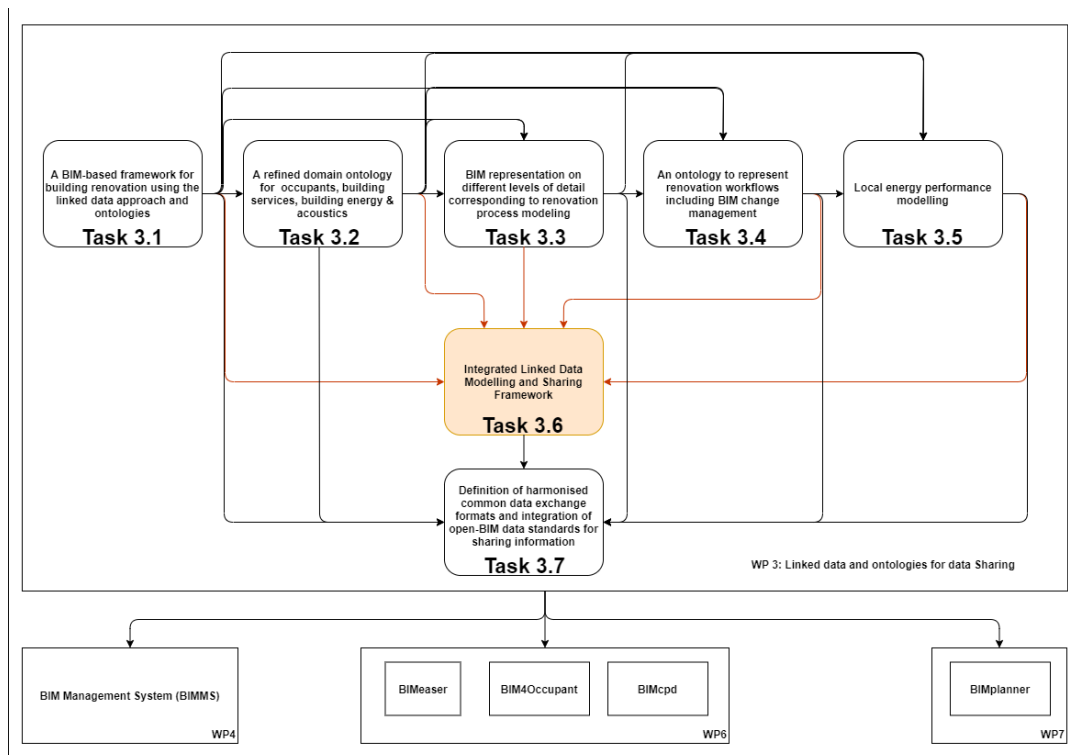 A BIM-based framework for
building renovation using the
linked data approach and
ontologies
Task 3.1
A refined domain ontology
for occupants, building
services, building energy &
acoustics
Task 3.2
BIM representation on
different levels of detail
corresponding to renovation
process modeling
Task 3.3
An ontology to represent
renovation workflows
including BIM change
management
Task 3.4
Local energy performance
modelling
Task 3.5
Integrated Linked Data
Modelling and Sharing
Framework
Task 3.6
Definition of harmonised
common data exchange
formats and integration of
open-BIM data standards for
sharing information
Task 3.7
WP 3: Linked data and ontologies for data Sharing
BIM Management System (BIMMS)
WP4
BIMeaser
BIM4Occupant
BIMcpd
WP6
BIMplanner
WP7